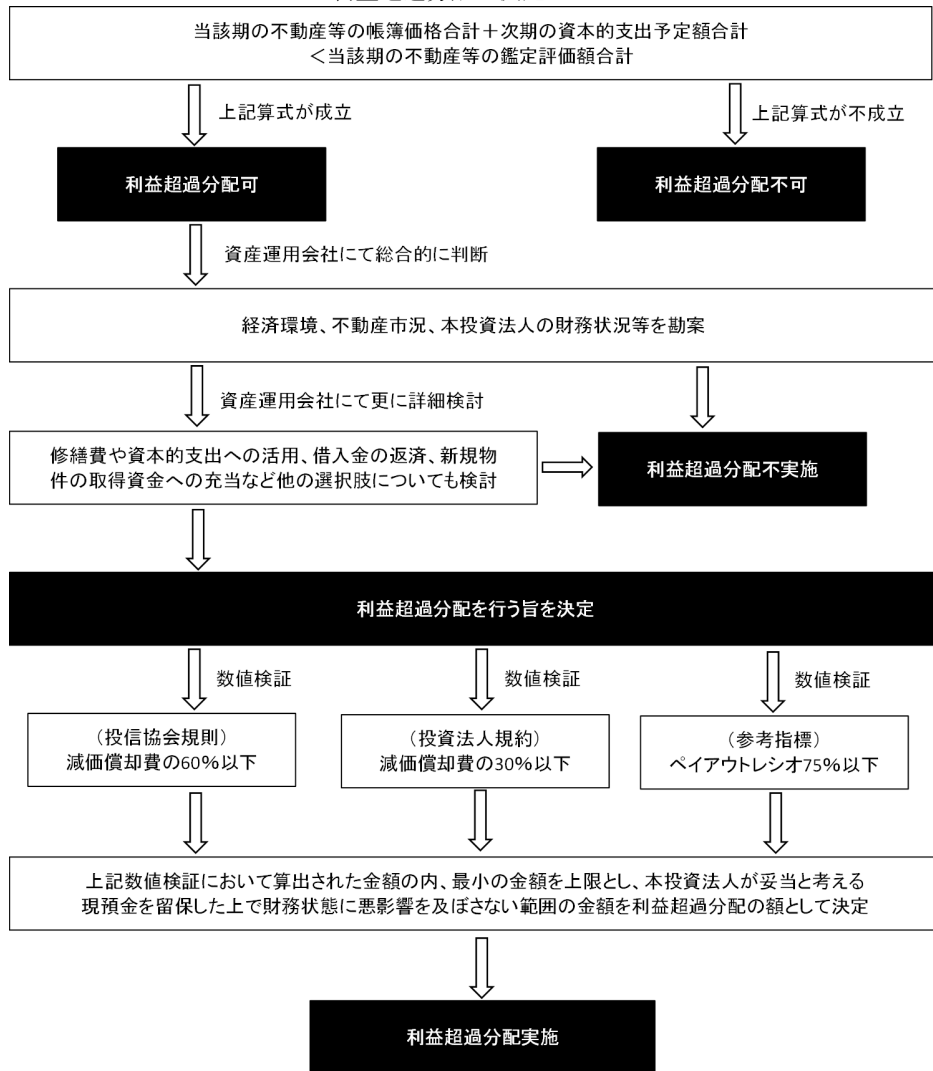 当該期の不動産等の帳簿価格合計＋次期の資本的支出予定額合計
＜当該期の不動産等の鑑定評価額合計
上記算式が成立
上記算式が不成立
利益超過分配可
利益超過分配不可
資産運用会社にて総合的に判断
経済環境、不動産市況、本投資法人の財務状況等を勘案
資産運用会社にて更に詳細検討
修繕費や資本的支出への活用、借入金の返済、新規物
件の取得資金への充当など他の選択肢についても検討
利益超過分配不実施
利益超過分配を行う旨を決定
数値検証
数値検証
数値検証
（投信協会規則）
減価償却費の60％以下
（投資法人規約）
減価償却費の30％以下
（参考指標）
ペイアウトレシオ75％以下
上記数値検証において算出された金額の内、最小の金額を上限とし、本投資法人が妥当と考える
現預金を留保した上で財務状態に悪影響を及ぼさない範囲の金額を利益超過分配の額として決定
利益超過分配実施